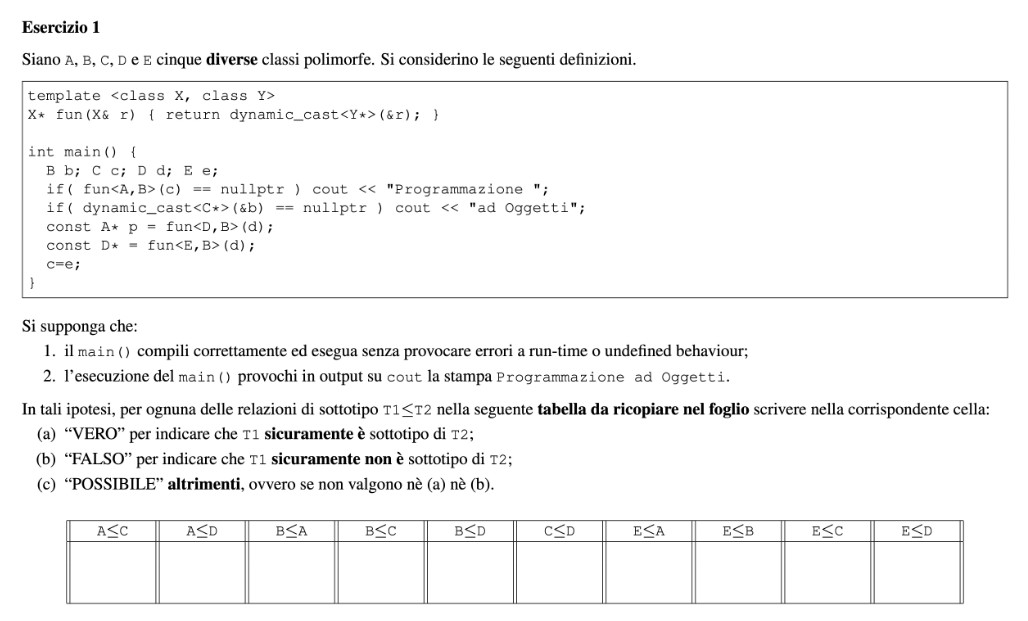 Esercizio 1
Siano A, B, C, D e E cinque diverse classi polimorfe. Si considerino le seguenti definizioni.
template <class X, class Y>
X* fun(X& r) { return dynamic_cast<Y*>(&r); }
int main() {
B b; C c; D d; E e;
if( fun<A,B>(c) == nullptr ) cout << "Programmazione ";
if( dynamic_cast<C*>(&b) == nullptr ) cout << "ad Oggetti";
const A* p = fun<D,B>(d);
const D* = fun<E,B>(d);
c=e;
}
Si supponga che:
1. il main() compili correttamente ed esegua senza provocare errori a run-time o undefined behaviour;
2. l'esecuzione del main() provochi in output su cout la stampa Programmazione ad Oggetti.
In tali ipotesi, per ognuna delle relazioni di sottotipo T1≤T2 nella seguente tabella da ricopiare nel foglio scrivere nella corrispondente cella:
(a) "VERO" per indicare che T1 sicuramente è sottotipo di T2;
(b) "FALSO" per indicare che T1 sicuramente non è sottotipo di T2;
(c) "POSSIBILE" altrimenti, ovvero se non valgono nè (a) nè (b).
A≤C A≤D B≤A B≤C B≤D C≤D E≤A E≤B E≤C E≤D